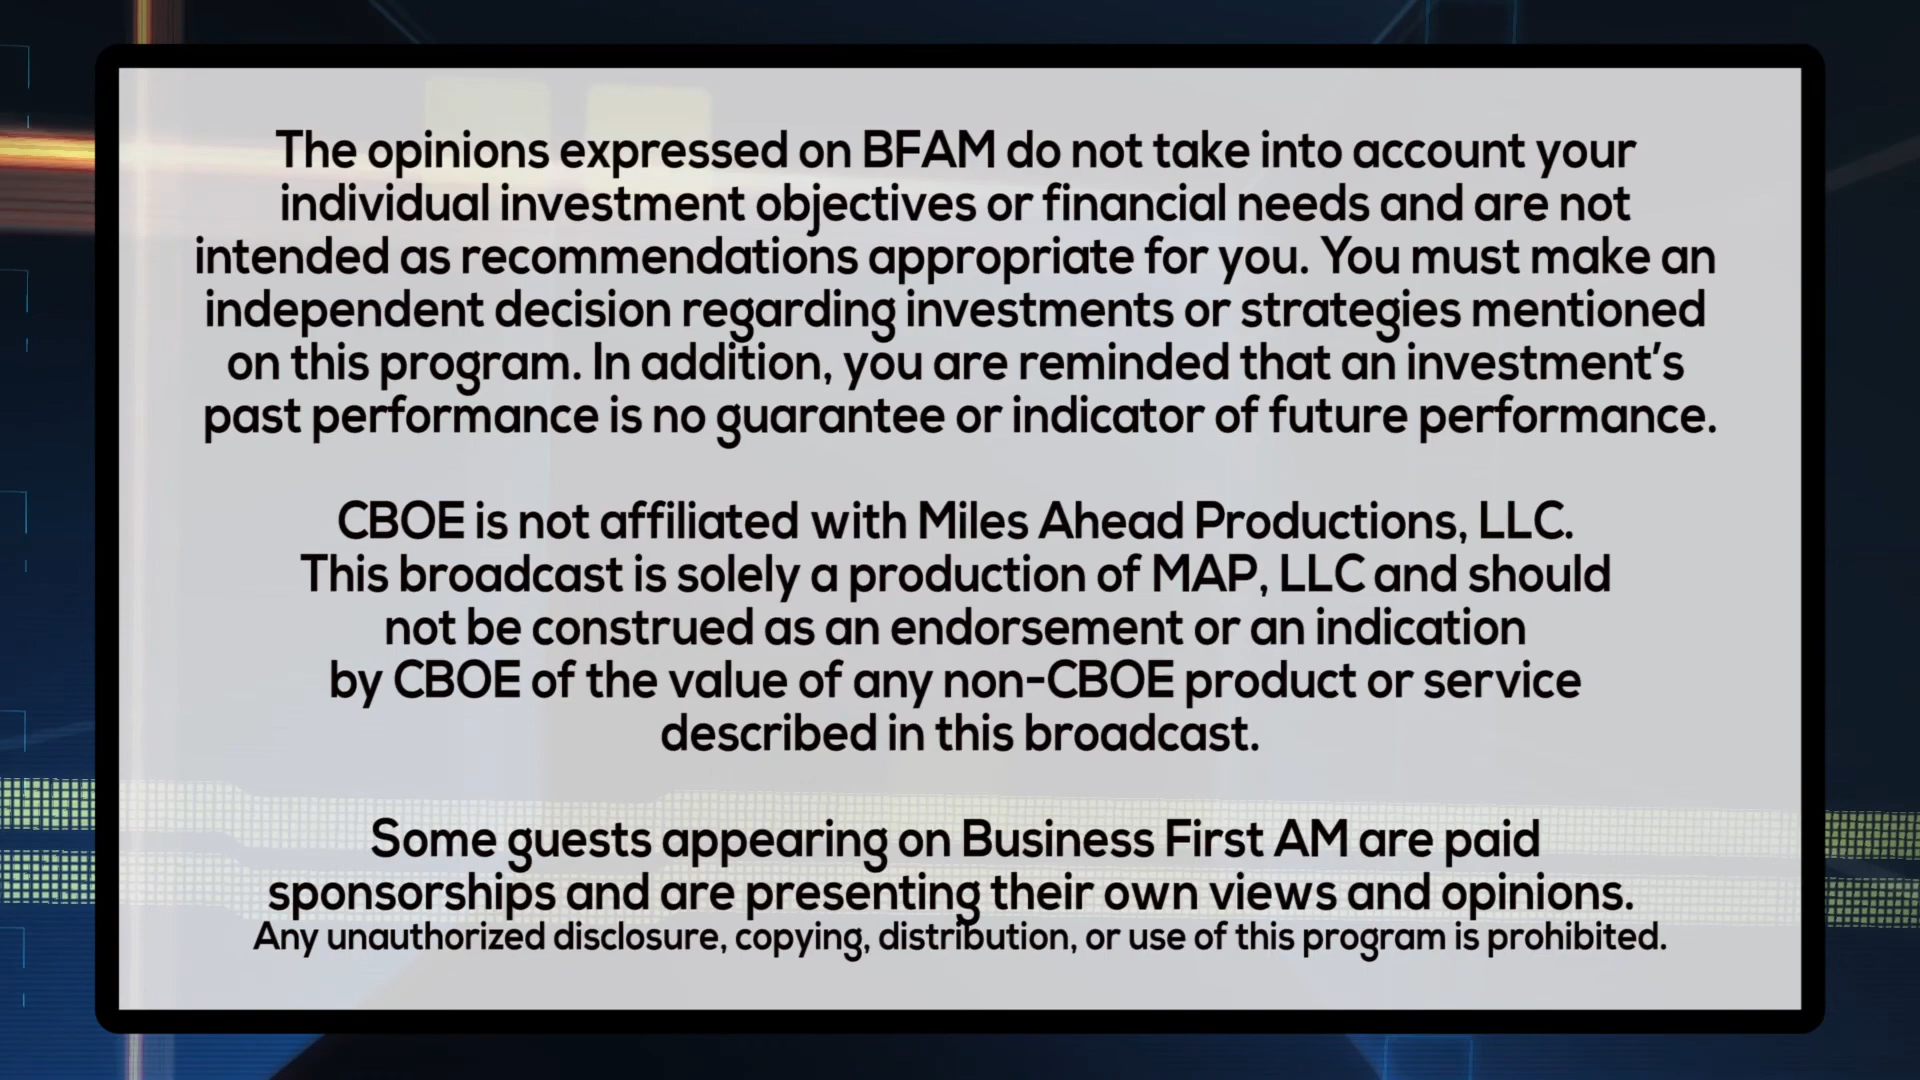 The opinions expressed on BFAM do not take into account your
individual investment objectives or financial needs and are not
intended as recommendations appropriate for you. You must make an
independent decision regarding investments or strategies mentioned
on this program. In addition, you are reminded that an investment's
past performance is no guarantee or indicator of future performance.
CBOE is not affiliated with Miles Ahead Productions, LLC.
This broadcast is solely a production of MAP, LLC and should
not be construed as an endorsement or an indication
by CBOE of the value of any non-CBOE product or service
described in this broadcast.
Some guests appearing on Business First AM are paid
sponsorships and are presenting their own views and opinions.
Any unauthorized disclosure, copying, distribution, or use of this program is prohibited.